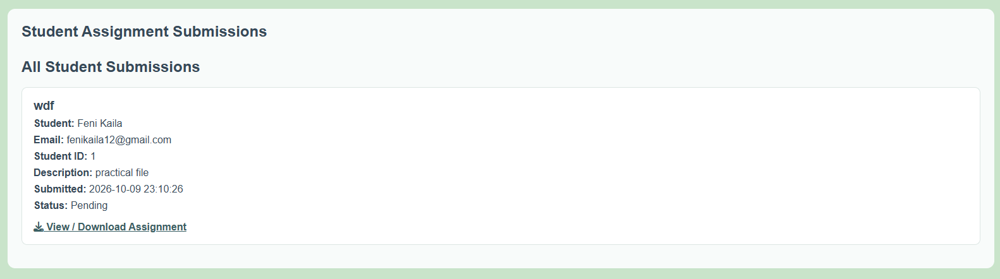 Student Assignment Submissions
All Student Submissions
wdf
Student: Feni Kaila
Email: fenikaila12@gmail.com
Student ID: 1
Description: practical file
Submitted: 2026-10-09 23:10:26
Status: Pending
View / Download Assignment